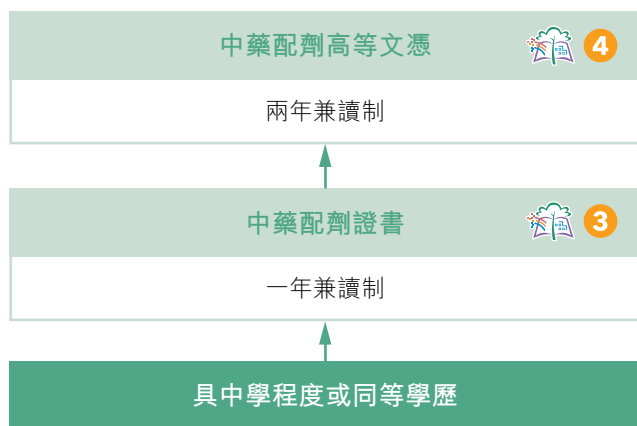 中藥配劑高等文憑 4
兩年兼讀制
中藥配劑證書 3
一年兼讀制
具中學程度或同等學歷